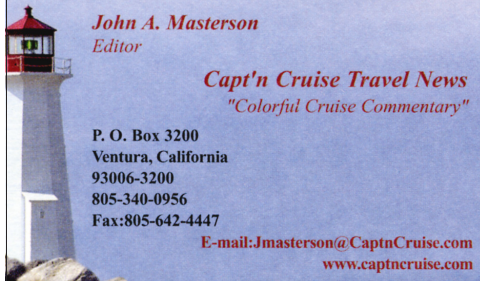 John A. Masterson
Editor
Capt'n Cruise Travel News
"Colorful Cruise Commentary"
P. O. Box 3200
Ventura, California
93006-3200
805-340-0956
Fax:805-642-4447
E-mail:Jmasterson@CaptnCruise.com
www.captncruise.com